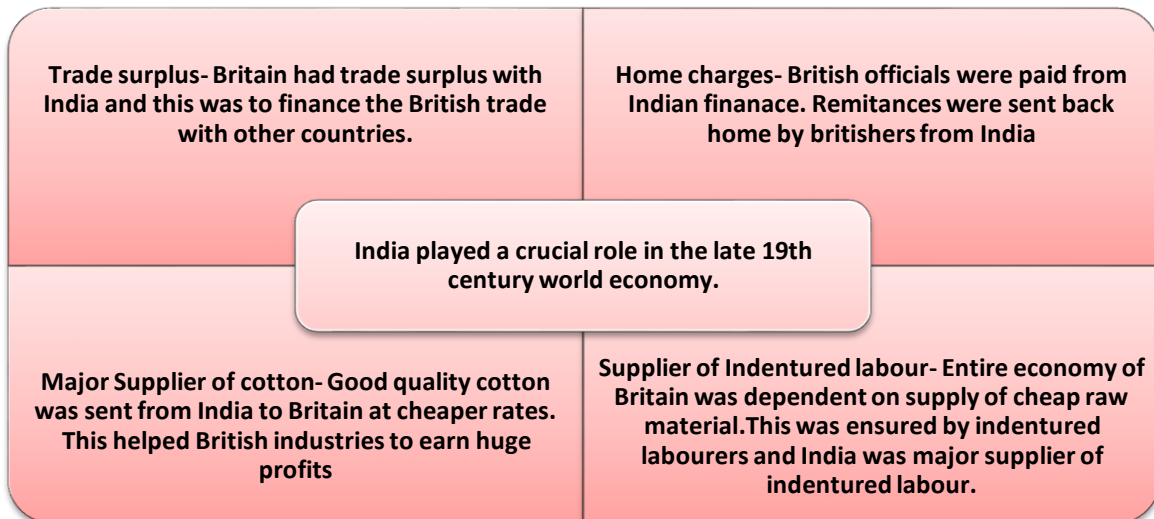 Trade surplus- Britain had trade surplus with
India and this was to finance the British trade
with other countries.
Home charges- British officials were paid from
Indian finanace. Remitances were sent back
home by britishers from India
India played a crucial role in the late 19th
century world economy.
Major Supplier of cotton- Good quality cotton
was sent from India to Britain at cheaper rates.
This helped British industries to earn huge
profits
Supplier of Indentured labour- Entire economy of
Britain was dependent on supply of cheap raw
material.This was ensured by indentured
labourers and India was major supplier of
indentured labour.